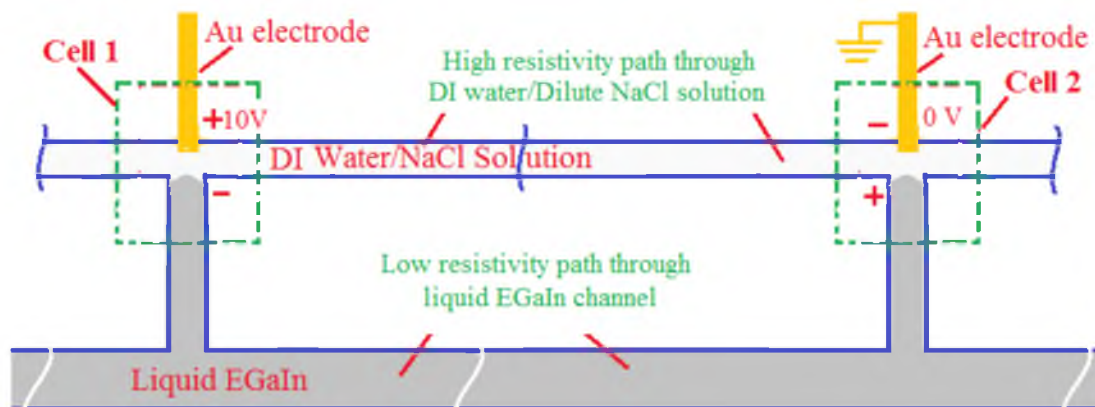 Au electrode
Cell 1
+10V
-
High resistivity path through
DI water/Dilute NaCl solution
Au electrode
Cell 2
- 0 V
+
DI Water/NaCl Solution
Low resistivity path through
liquid EGaIn channel
Liquid EGaIn